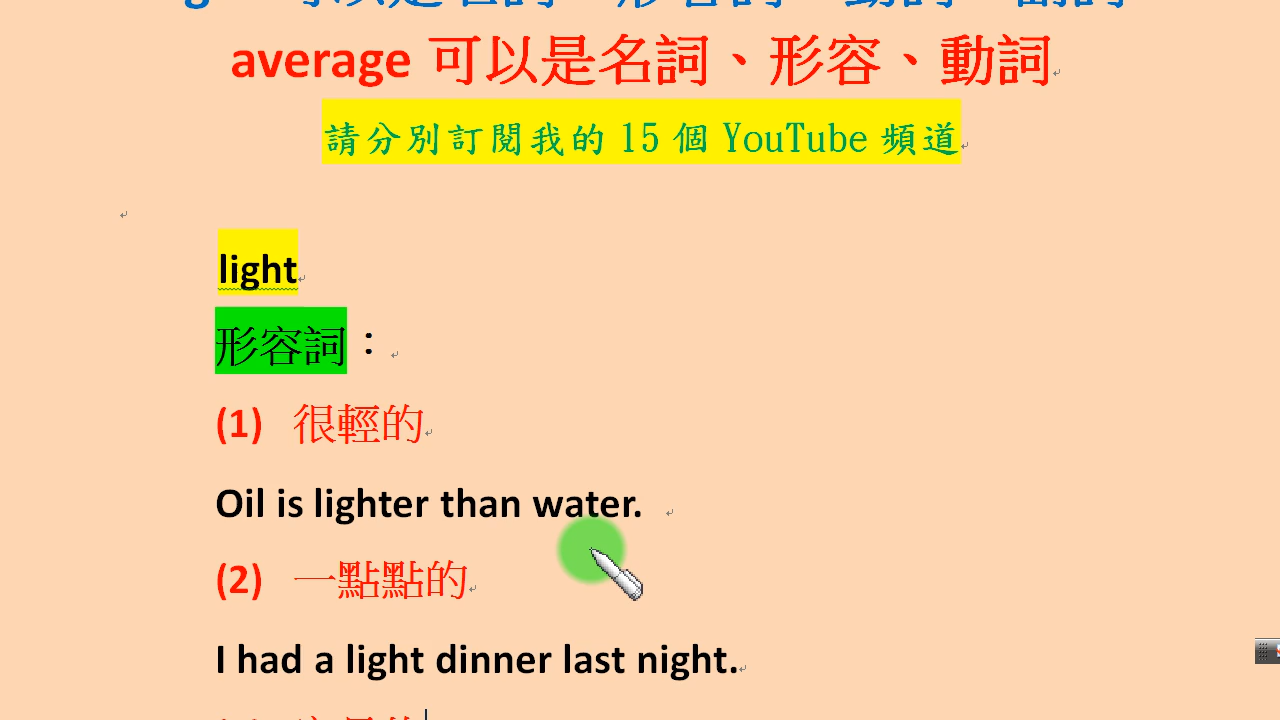 average 可以是名詞、形容、動詞
請分別訂閱我的 15 個 YouTube 頻道
light
形容詞：
(1) 很輕的
Oil is lighter than water.
(2) 一點點的
I had a light dinner last night.